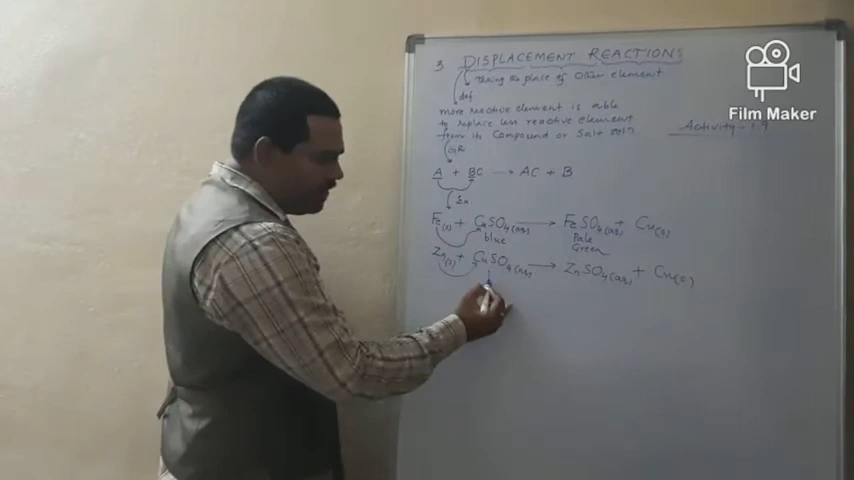 3 DISPLACEMENT REACTIONS
Taking the place of Other element
def
more reactive element is able
to replace less reactive element
from its Compound or Salt solⁿ
Activity - 1.9
G.R.
A + BC → AC + B
Ex
Fe(s) + CuSO4(aq) → FeSO4(aq) + Cu(s)
blue
Pale
Green
Zn(s) + CuSO4(aq) → ZnSO4(aq) + Cu(s)
Film Maker